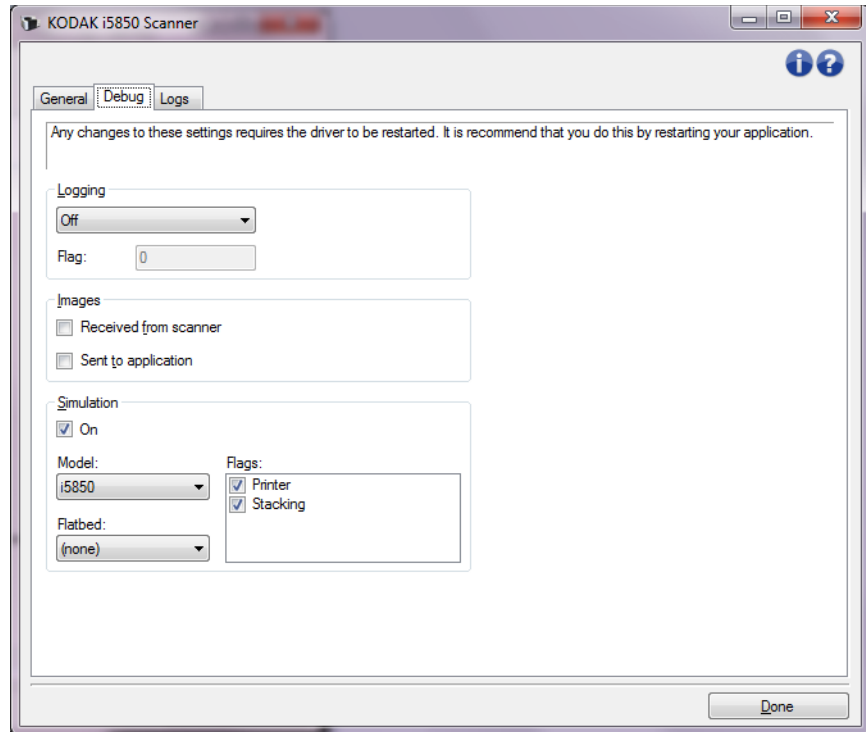 KODAK i5850 Scanner
General Debug Logs
Any changes to these settings requires the driver to be restarted. It is recommend that you do this by restarting your application.
Logging
Off
Flag: 0
Images
Received from scanner
Sent to application
Simulation
On
Model: Flags:
i5850 Printer
Stacking
Flatbed:
(none)
Done